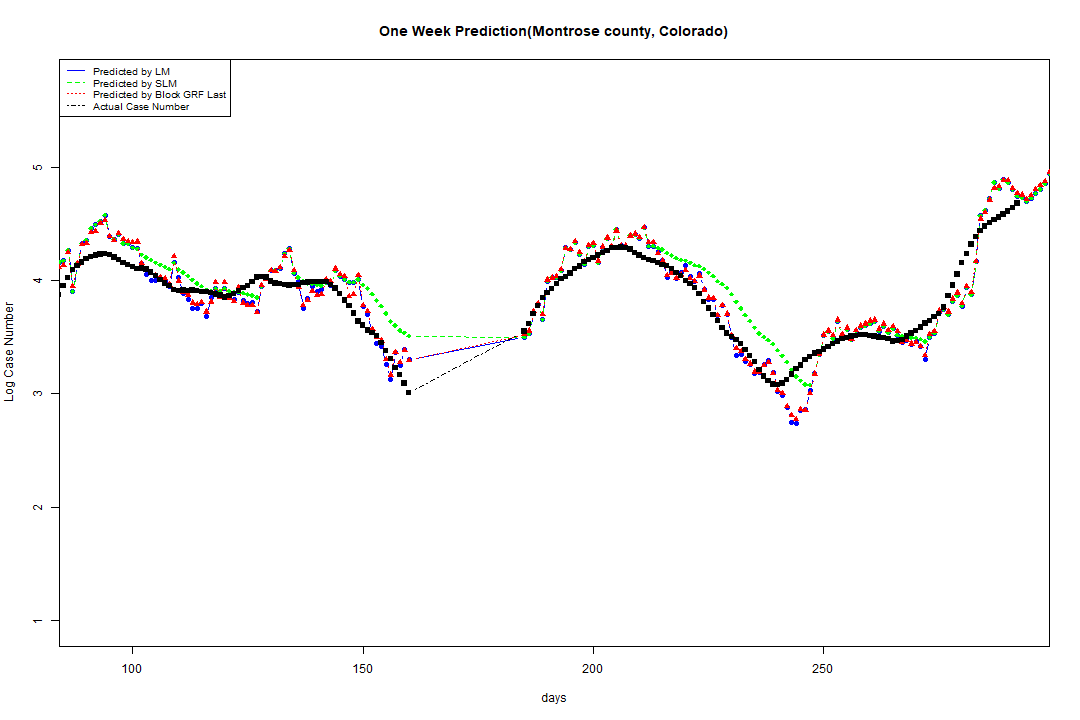 One Week Prediction(Montrose county, Colorado)
Predicted by LM
Predicted by SLM
Predicted by Block GRF Last
Actual Case Number
5
4
3
2
1
Log Case Number
100 150 200 250
days